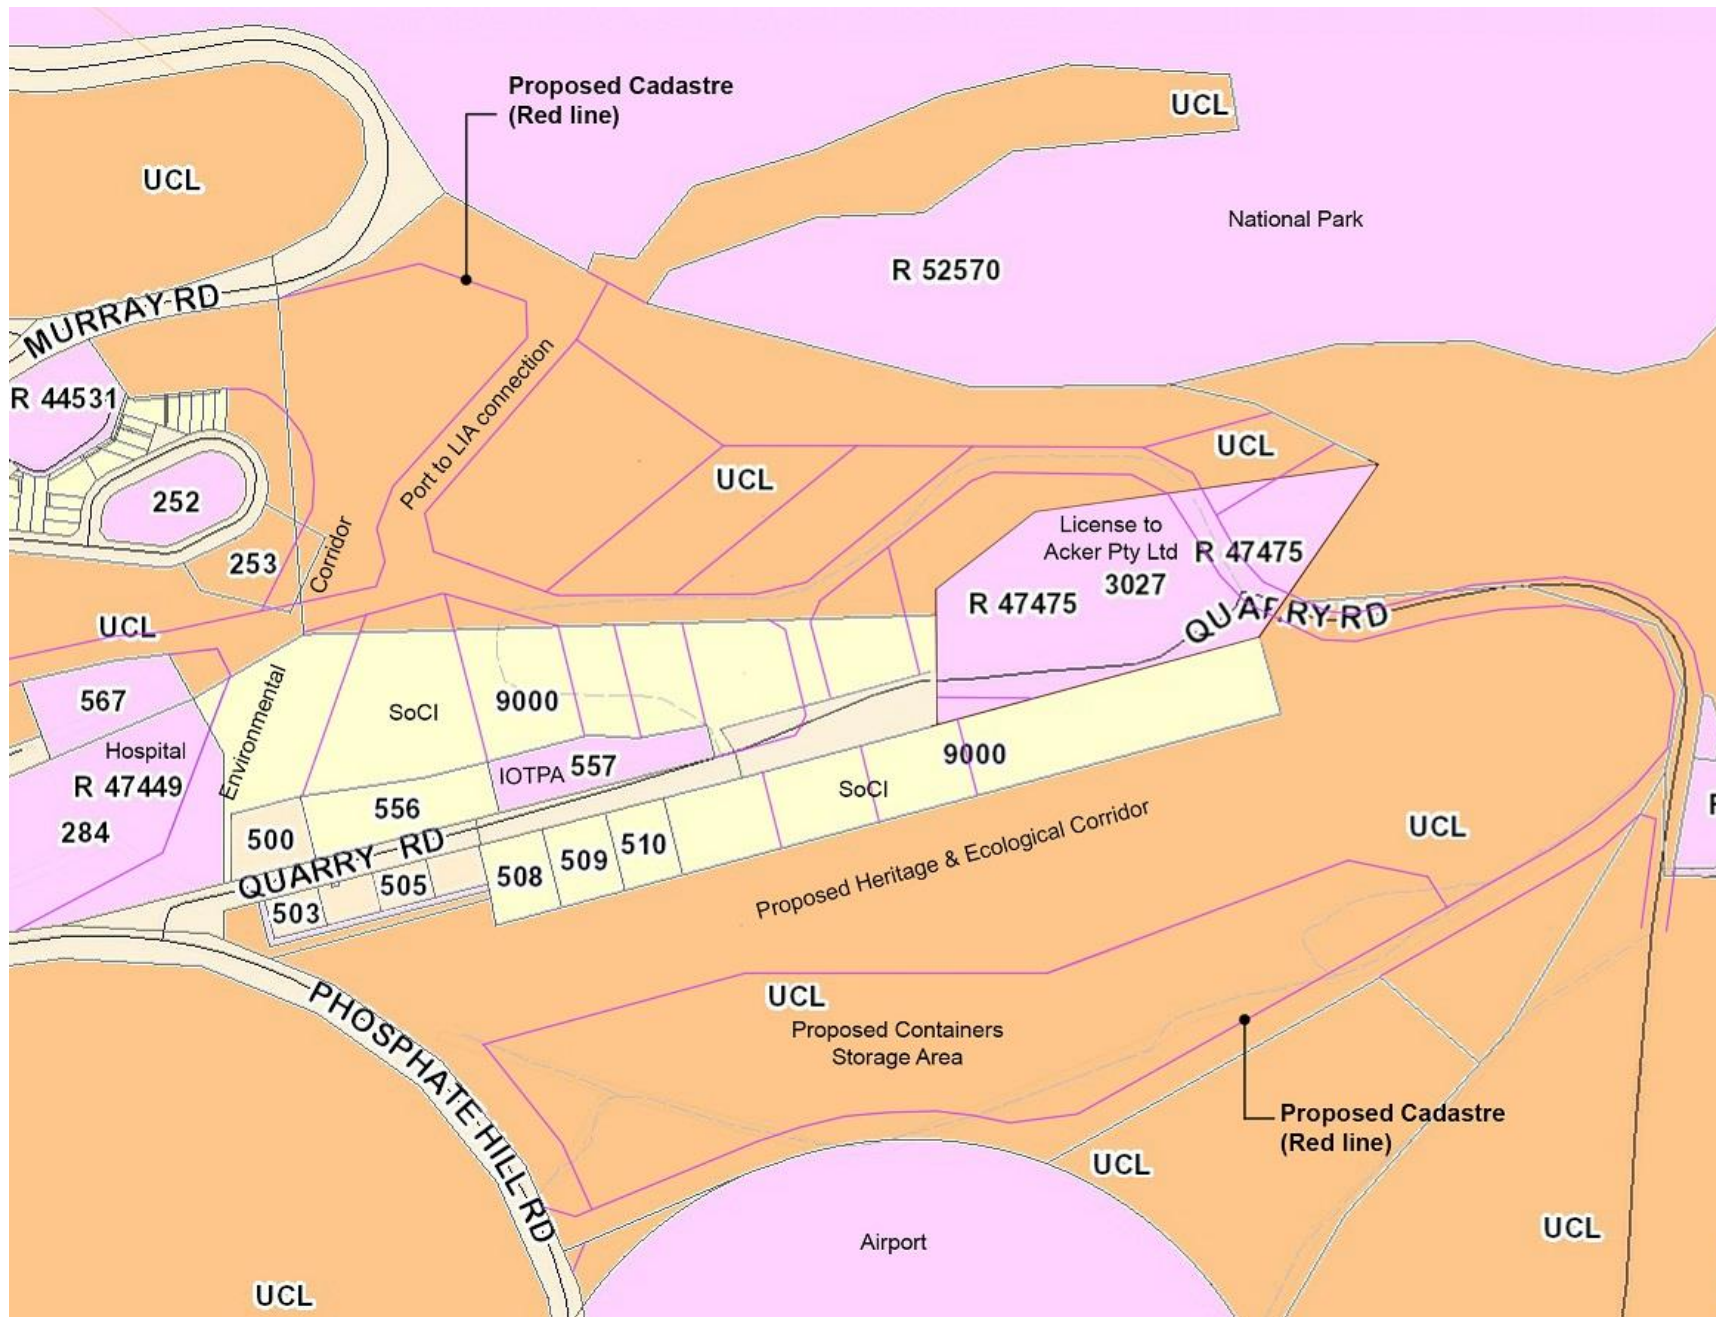 Proposed Cadastre
(Red line)
UCL
UCL
National Park
R 52570
MURRAY RD
R 44531
Port to LIA connection
UCL
UCL
252
License to
Acker Pty Ltd
R 47475
3027
R 47475
253
Corridor
QUARRY RD
UCL
567
SoCI
9000
Hospital
Environmental
R 47449
IOTPA
557
9000
SoCI
556
284
500
QUARRY RD
510
509
508
505
503
UCL
Proposed Heritage & Ecological Corridor
UCL
Proposed Containers
Storage Area
PHOSPHATE HILL RD
Proposed Cadastre
(Red line)
UCL
Airport
UCL
UCL